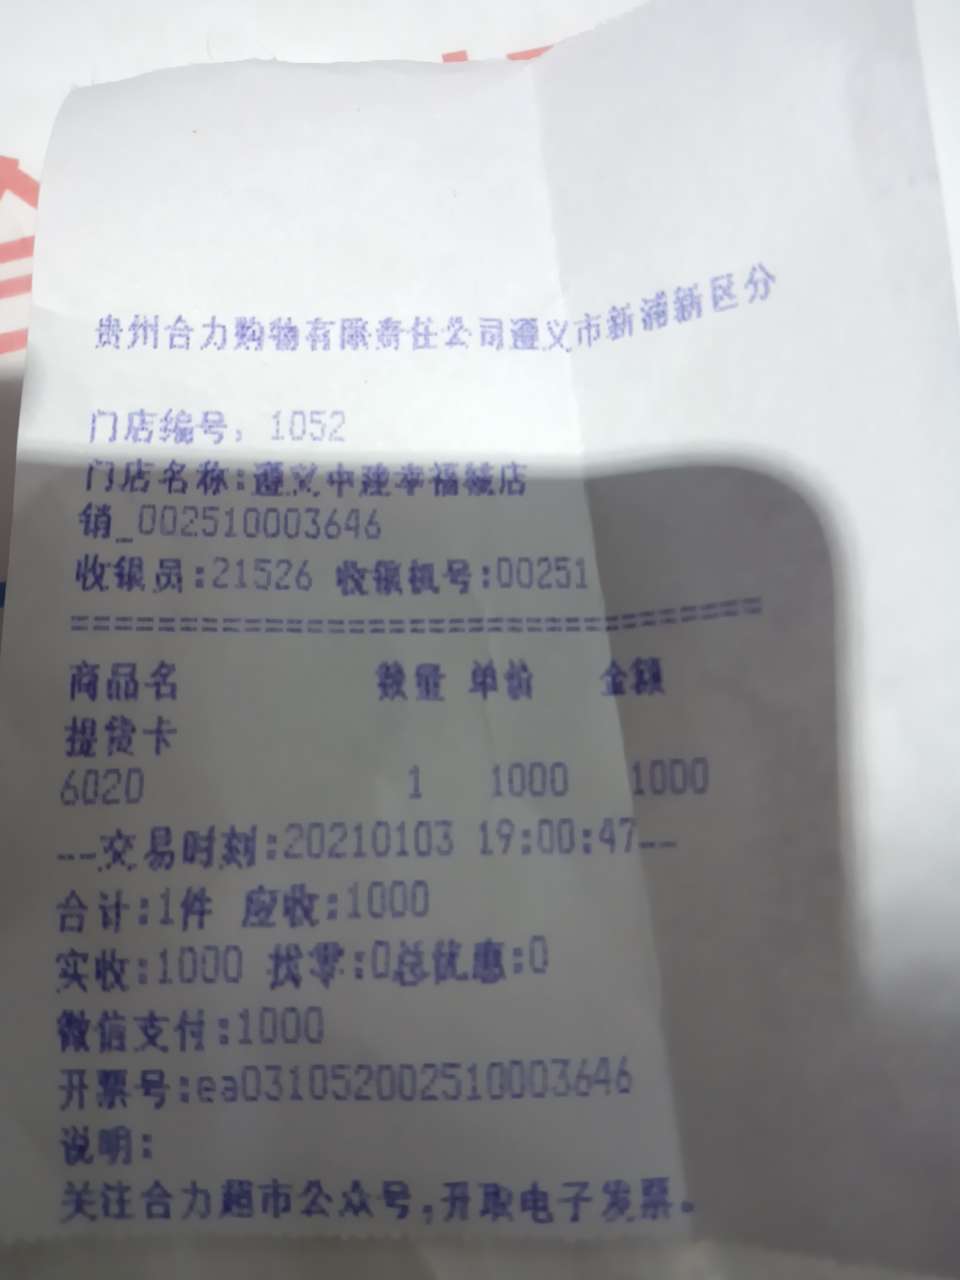 贵州合力购物有限责任公司遵义市新浦新区分
门店编号：1052
门店名称:遵义中建幸福城店
销_002510003646
收银员:21526 收银机号:00251
================================
商品名 数量 单价 金额
提货卡
6020 1 1000 1000
--交易时刻:20210103 19:00:47--
合计:1件 应收:1000
实收:1000 找零:0总优惠:0
微信支付:1000
开票号:ea031052002510003646
说明:
关注合力超市公众号,开取电子发票。